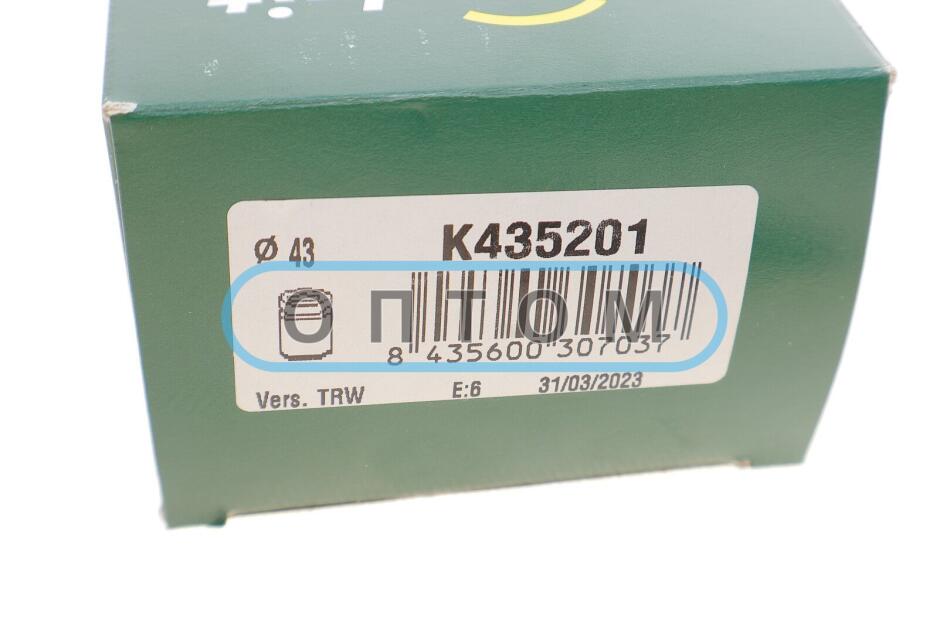 Ø 43
K435201
ОПТОМ
8 435600 307037
Vers. TRW
E:6
31/03/2023